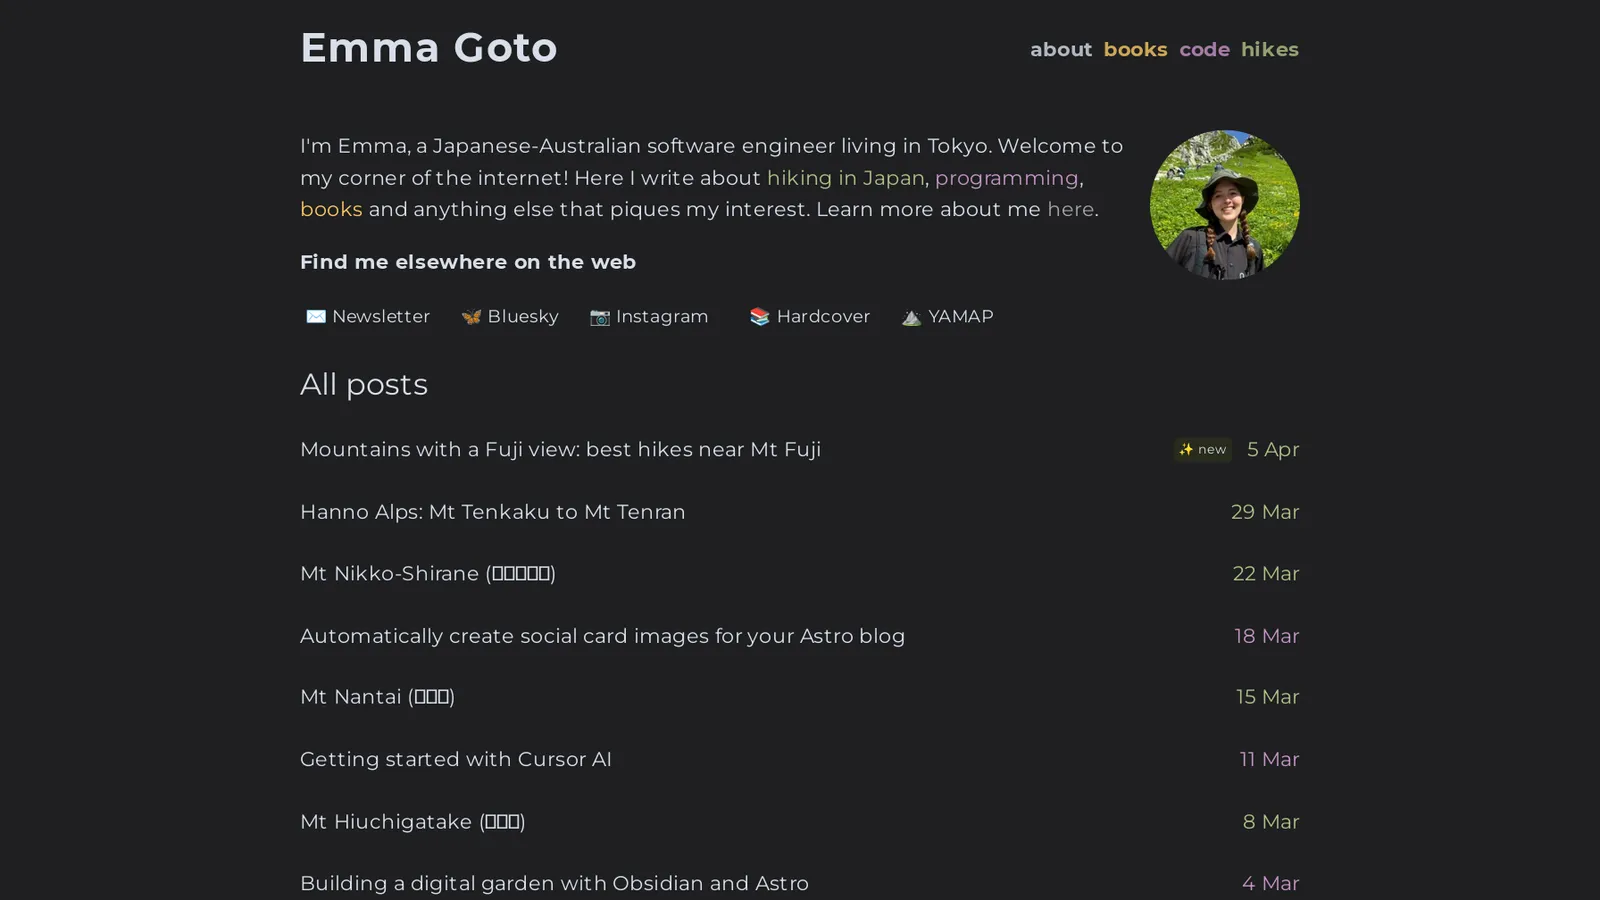 Emma Goto
about books code hikes
I'm Emma, a Japanese-Australian software engineer living in Tokyo. Welcome to
my corner of the internet! Here I write about hiking in Japan, programming,
books and anything else that piques my interest. Learn more about me here.
Find me elsewhere on the web
✉️ Newsletter 🦋 Bluesky 📷 Instagram 📚 Hardcover ⛰️ YAMAP
All posts
Mountains with a Fuji view: best hikes near Mt Fuji ✨ new 5 Apr
Hanno Alps: Mt Tenkaku to Mt Tenran 29 Mar
Mt Nikko-Shirane (□□□□□) 22 Mar
Automatically create social card images for your Astro blog 18 Mar
Mt Nantai (□□□) 15 Mar
Getting started with Cursor AI 11 Mar
Mt Hiuchigatake (□□□) 8 Mar
Building a digital garden with Obsidian and Astro 4 Mar